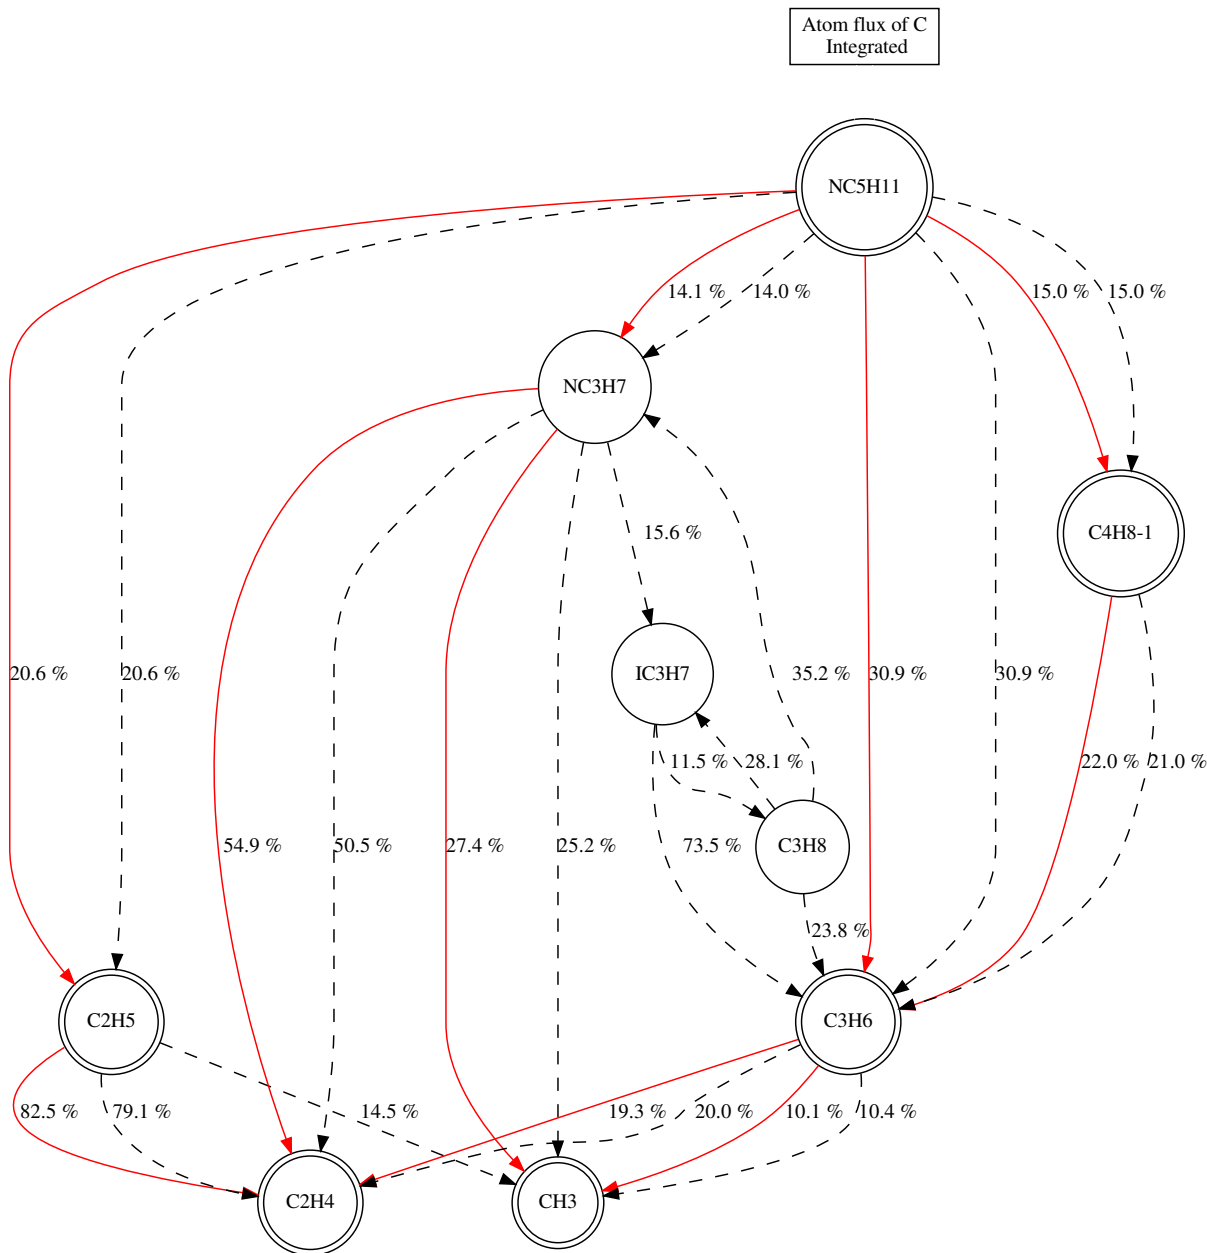 Atom flux of C
Integrated
NC5H11
14.1 %
14.0 %
15.0 %
15.0 %
NC3H7
15.6 %
C4H8-1
20.6 %
20.6 %
IC3H7
35.2 %
30.9 %
30.9 %
11.5 %
28.1 %
22.0 %
21.0 %
54.9 %
50.5 %
27.4 %
25.2 %
73.5 %
C3H8
23.8 %
C2H5
C3H6
82.5 %
79.1 %
14.5 %
19.3 %
20.0 %
10.1 %
10.4 %
C2H4
CH3